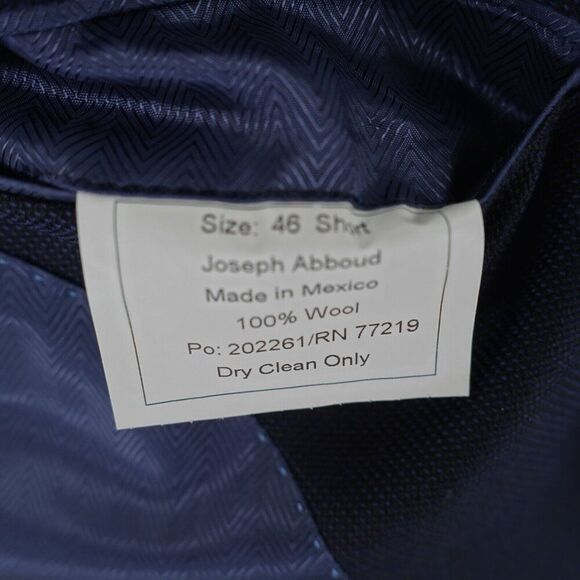 Size: 46 Short
Joseph Abboud
Made in Mexico
100% Wool
Po: 202261/RN 77219
Dry Clean Only